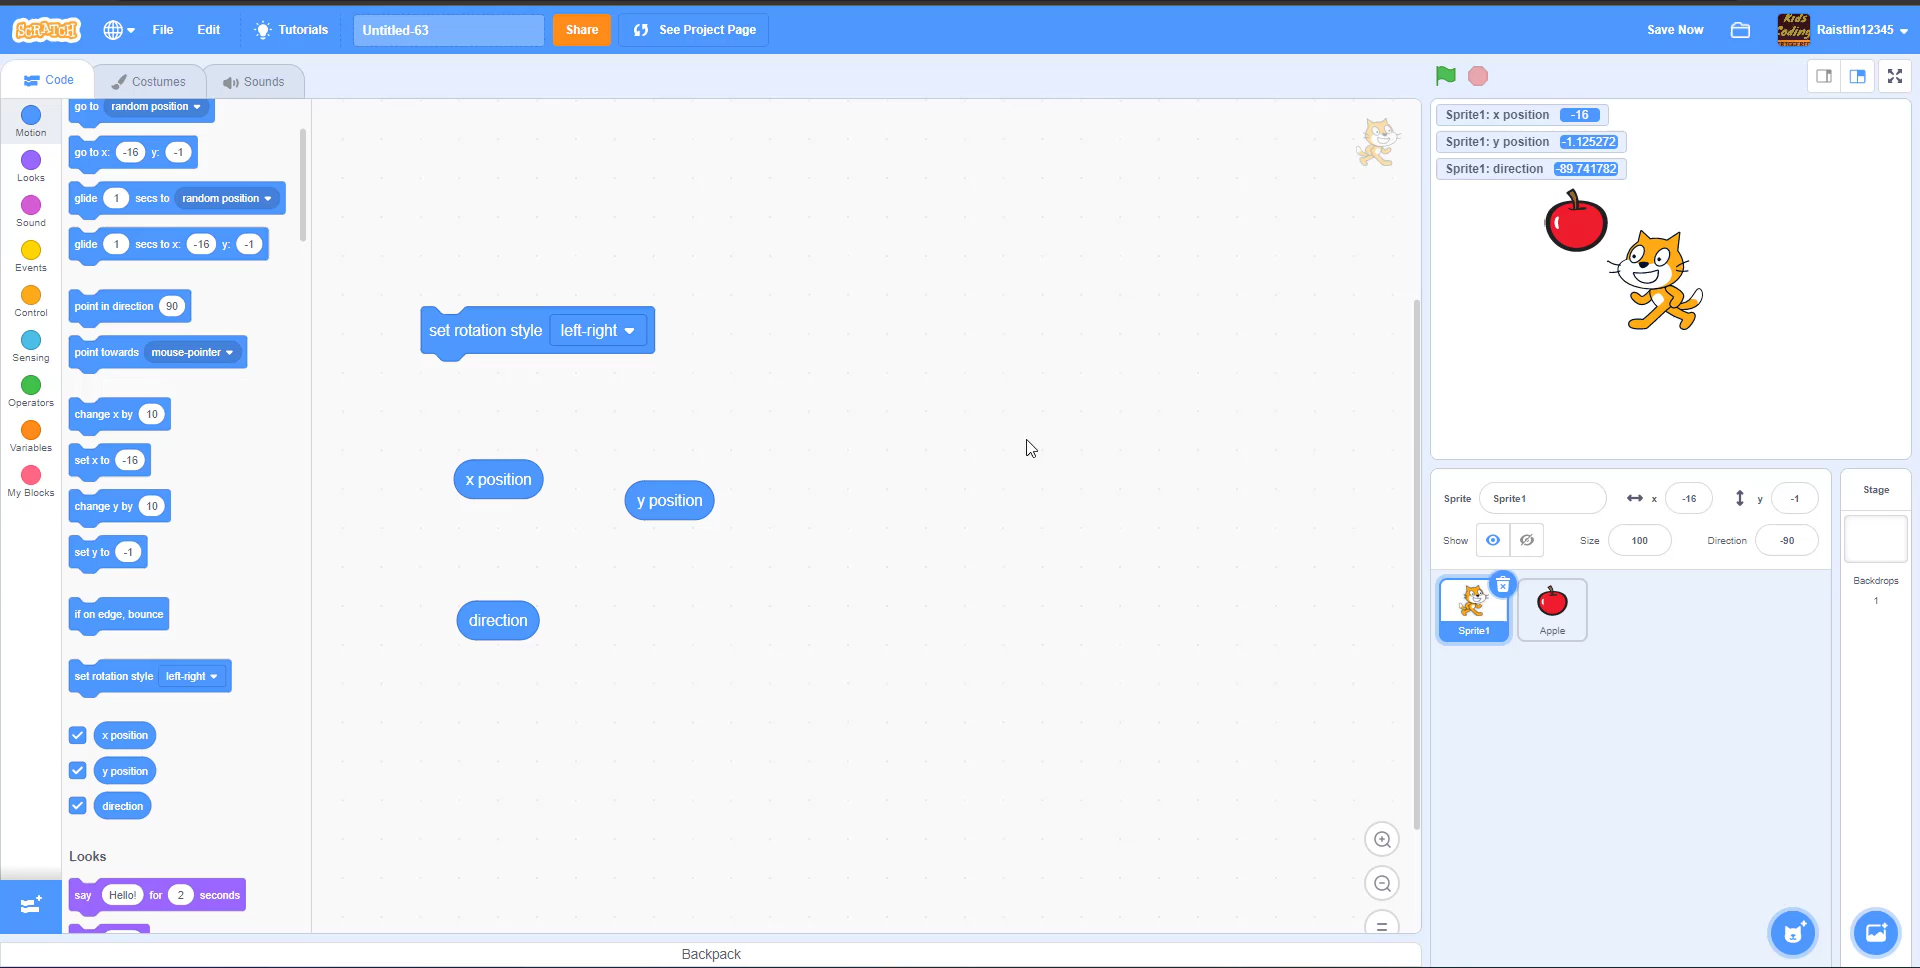 SCRATCH File Edit Tutorials Untitled-63 Share See Project Page Save Now Raistlin12345
Code Costumes Sounds
Motion
Looks
Sound
Events
Control
Sensing
Operators
Variables
My Blocks
go to random position
go to x: -16 y: -1
glide 1 secs to random position
glide 1 secs to x: -16 y: -1
point in direction 90
point towards mouse-pointer
change x by 10
set x to -16
change y by 10
set y to -1
if on edge, bounce
set rotation style left-right
x position
y position
direction
Looks
say Hello! for 2 seconds
set rotation style left-right
x position
y position
direction
Sprite1: x position -16
Sprite1: y position -1.125272
Sprite1: direction -89.741782
Sprite Sprite1 x -16 y -1
Show Size 100 Direction -90
Sprite1
Apple
Stage
Backdrops
1
Backpack